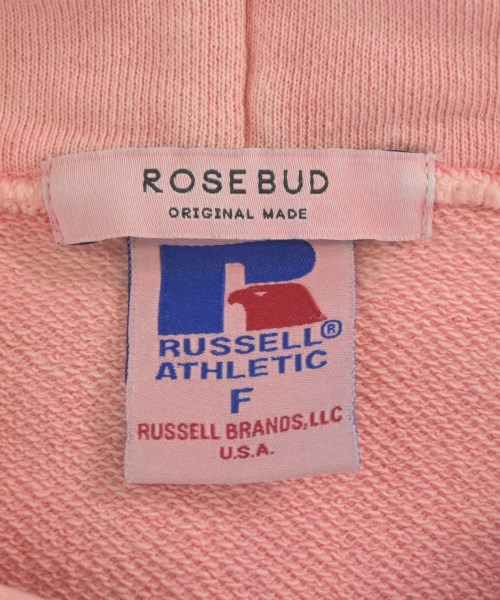 ROSEBUD
ORIGINAL MADE
R
RUSSELL®
ATHLETIC
F
RUSSELL BRANDS, LLC
U.S.A.